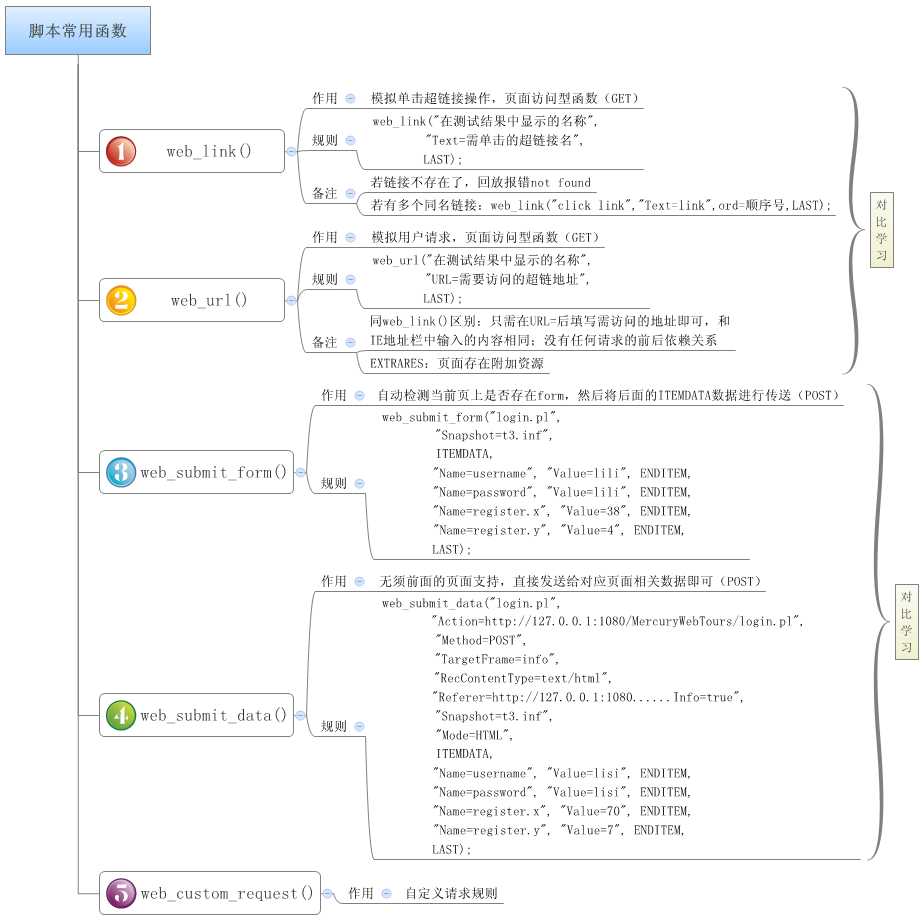 脚本常用函数
1
web_link()
作用
模拟单击超链接操作，页面访问型函数（GET）
规则
web_link("在测试结果中显示的名称",
"Text=需单击的超链接名",
LAST);
备注
若链接不存在了，回放报错not found
若有多个同名链接：web_link("click link","Text=link",ord=顺序号,LAST);
2
web_url()
作用
模拟用户请求，页面访问型函数（GET）
规则
web_url("在测试结果中显示的名称",
"URL=需要访问的超链地址",
LAST);
备注
同web_link()区别：只需在URL=后填写需访问的地址即可，和
IE地址栏中输入的内容相同；没有任何请求的前后依赖关系
EXTRARES：页面存在附加资源
对比学习
3
web_submit_form()
作用
自动检测当前页上是否存在form，然后将后面的ITEMDATA数据进行传送（POST）
规则
web_submit_form("login.pl",
"Snapshot=t3.inf",
ITEMDATA,
"Name=username", "Value=lili", ENDITEM,
"Name=password", "Value=lili", ENDITEM,
"Name=register.x", "Value=38", ENDITEM,
"Name=register.y", "Value=4", ENDITEM,
LAST);
4
web_submit_data()
作用
无须前面的页面支持，直接发送给对应页面相关数据即可（POST）
规则
web_submit_data("login.pl",
"Action=http://127.0.0.1:1080/MercuryWebTours/login.pl",
"Method=POST",
"TargetFrame=info",
"RecContentType=text/html",
"Referer=http://127.0.0.1:1080......Info=true",
"Snapshot=t3.inf",
"Mode=HTML",
ITEMDATA,
"Name=username", "Value=lisi", ENDITEM,
"Name=password", "Value=lisi", ENDITEM,
"Name=register.x", "Value=70", ENDITEM,
"Name=register.y", "Value=7", ENDITEM,
LAST);
对比学习
5
web_custom_request()
作用
自定义请求规则